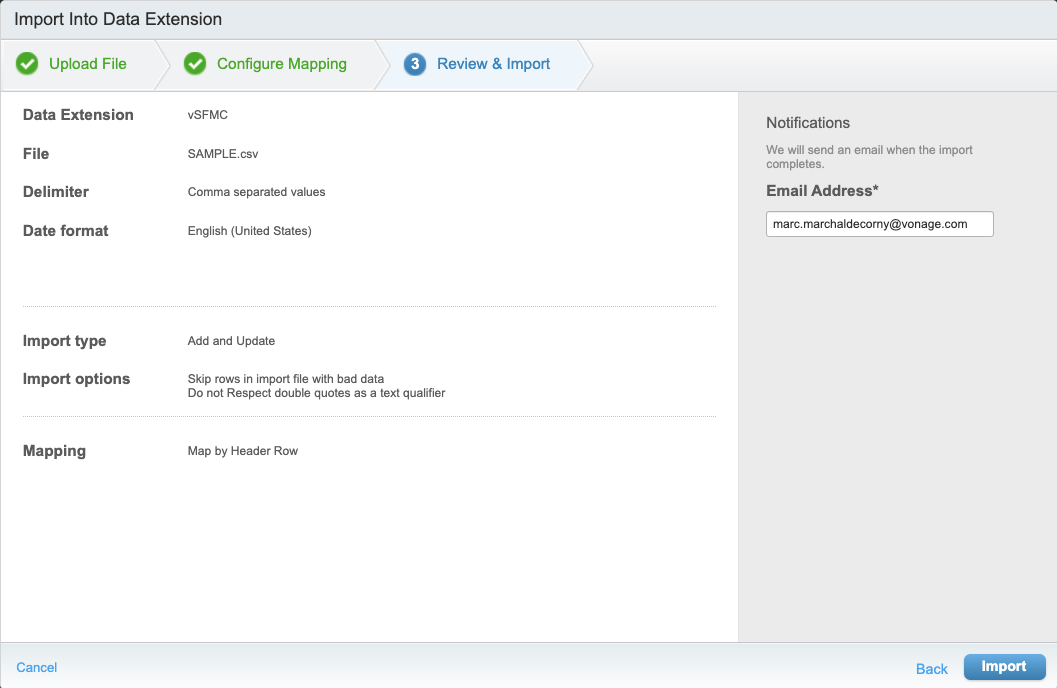 Import Into Data Extension
Upload File
Configure Mapping
3 Review & Import
Data Extension vSFMC
File SAMPLE.csv
Delimiter Comma separated values
Date format English (United States)
Import type Add and Update
Import options Skip rows in import file with bad data
Do not Respect double quotes as a text qualifier
Mapping Map by Header Row
Notifications
We will send an email when the import
completes.
Email Address*
marc.marchaldecorny@vonage.com
Cancel
Back
Import